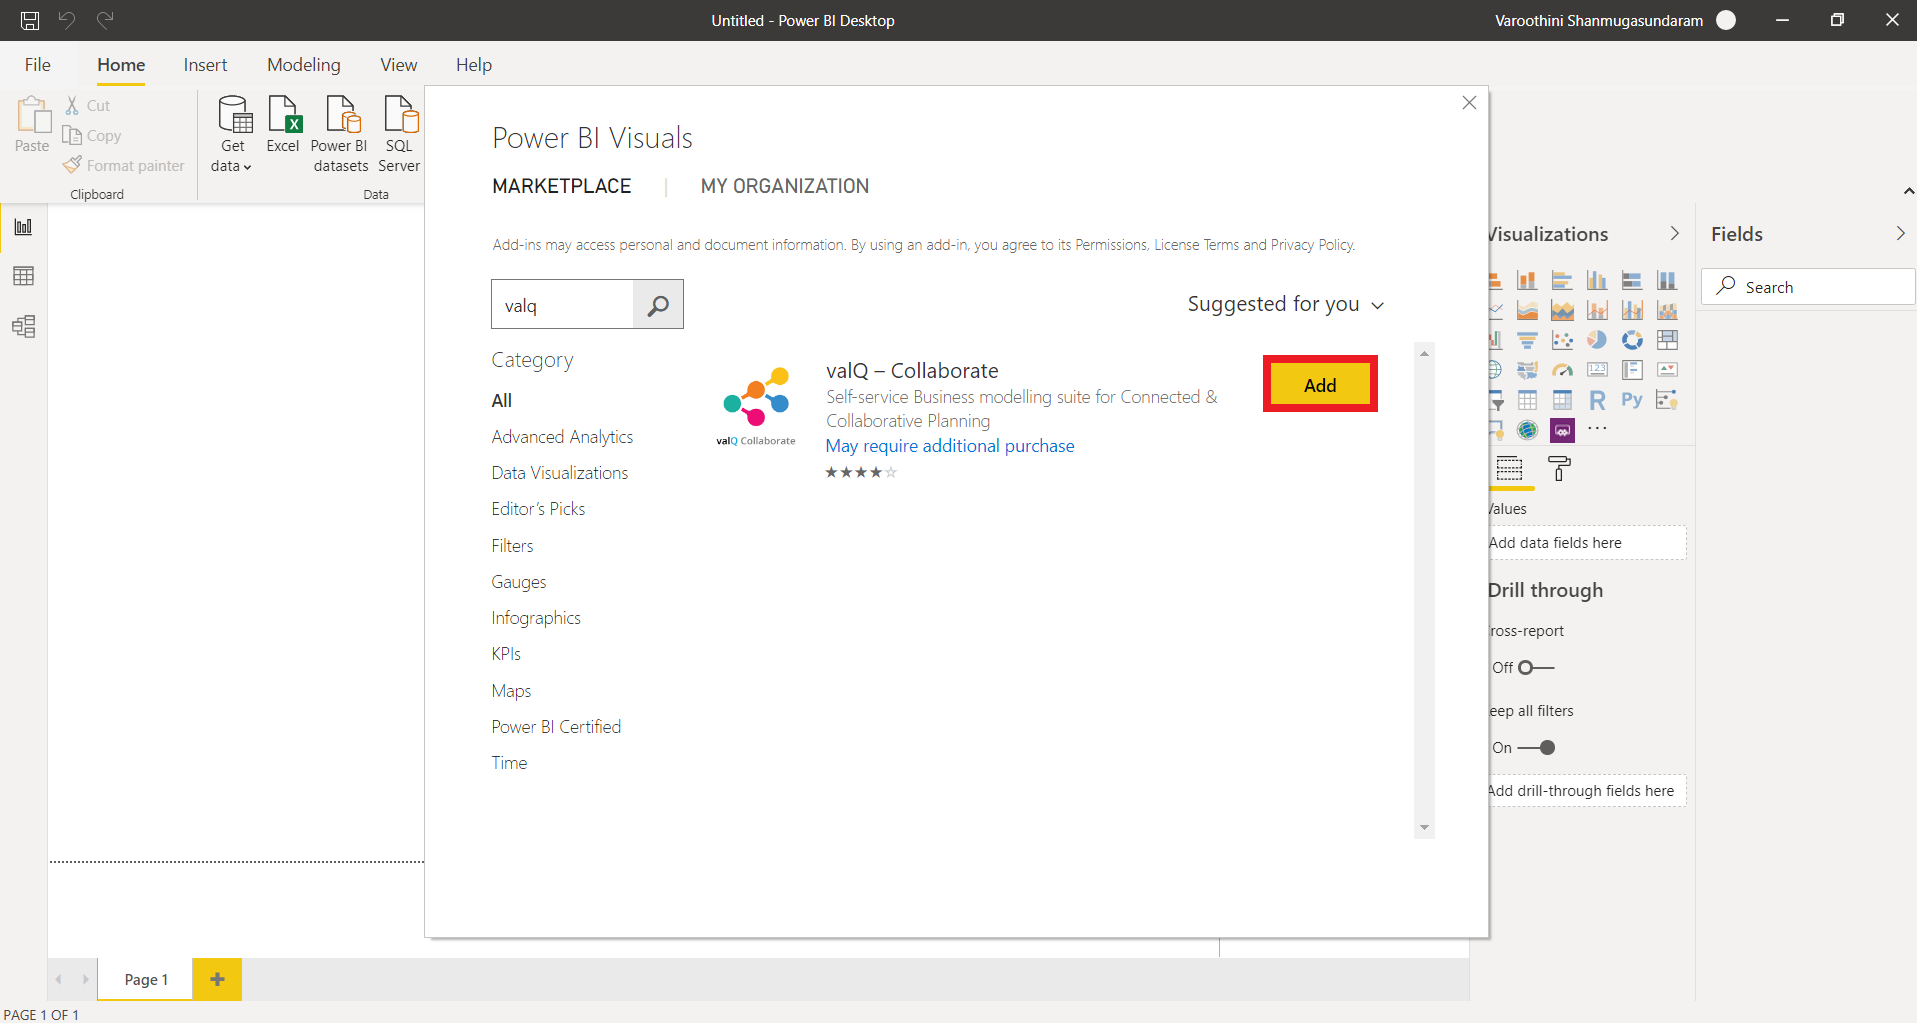 Untitled - Power BI Desktop
Varoothini Shanmugasundaram
File Home Insert Modeling View Help
Paste
Cut
Copy
Format painter
Clipboard
Get data
Excel
Power BI datasets
SQL Server
Data
Power BI Visuals
MARKETPLACE | MY ORGANIZATION
Add-ins may access personal and document information. By using an add-in, you agree to its Permissions, License Terms and Privacy Policy.
valq
Suggested for you
Category
All
Advanced Analytics
Data Visualizations
Editor's Picks
Filters
Gauges
Infographics
KPIs
Maps
Power BI Certified
Time
valQ Collaborate
valQ – Collaborate
Self-service Business modelling suite for Connected &
Collaborative Planning
May require additional purchase
Add
Visualizations
123
R
Py
Values
Add data fields here
Drill through
ross-report
Off
eep all filters
On
Add drill-through fields here
Fields
Search
Page 1
PAGE 1 OF 1